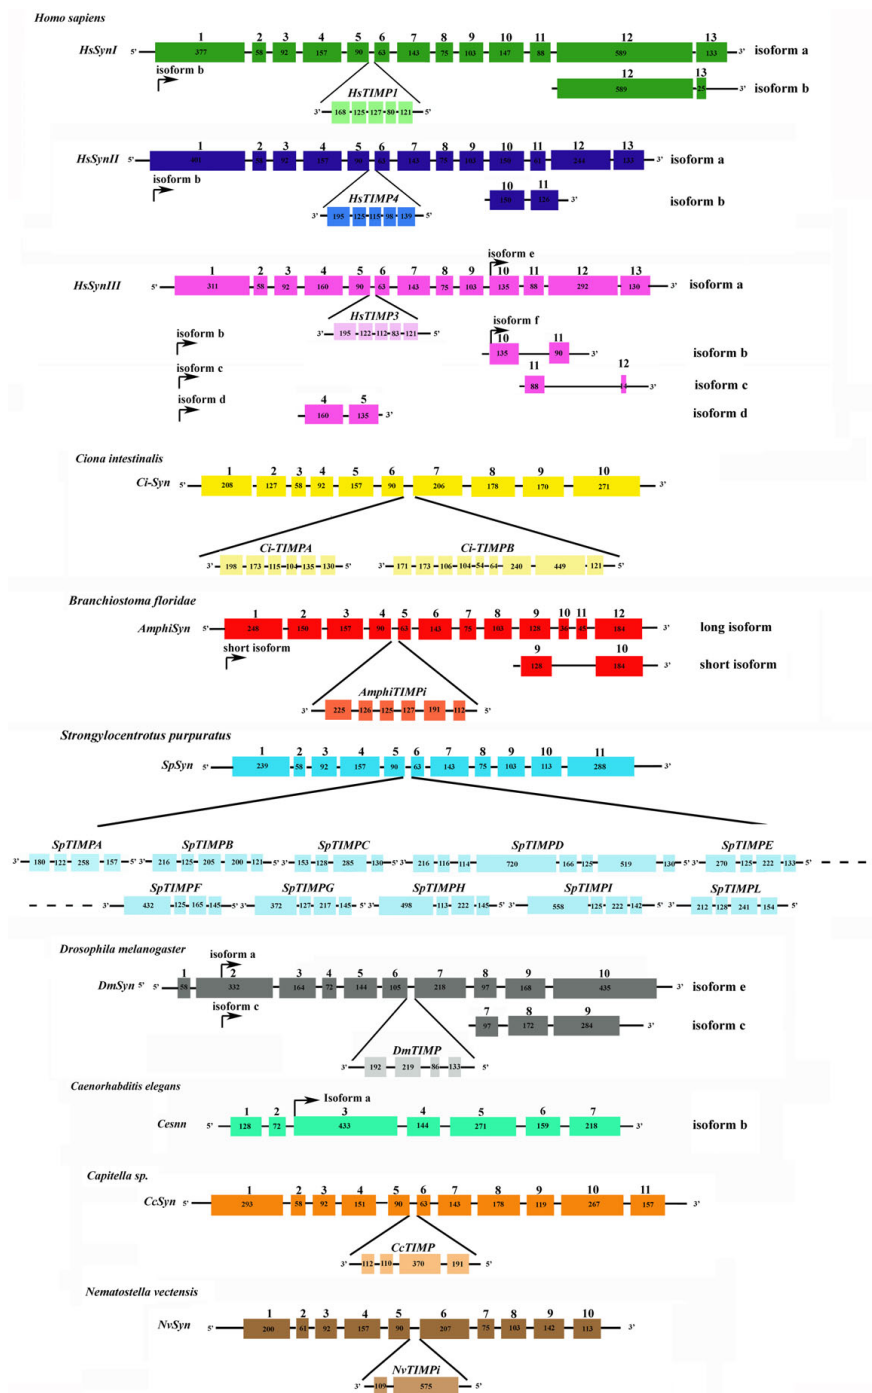 Homo sapiens
1 2 3 4 5 6 7 8 9 10 11 12 13
HsSynI 5' 377 58 92 157 90 63 143 75 103 147 88 589 133 3' isoform a
isoform b
12 13
589 25 3' isoform b
HsTIMP1
3' 168 125 127 80 121 5'
1 2 3 4 5 6 7 8 9 10 11 12 13
HsSynII 5' 58 92 157 90 63 143 75 103 150 244 133 3' isoform a
isoform b
10 11
150 126 3' isoform b
HsTIMP4
3' 195 125 115 98 139 5'
isoform e
1 2 3 4 5 6 7 8 9 10 11 12 13
HsSynIII 5' 311 58 92 160 90 63 143 75 103 135 88 292 130 3' isoform a
HsTIMP3
3' 195 122 112 83 121 5'
isoform f
isoform b
10 11
135 90 3' isoform b
isoform c
11 12
88 3' isoform c
isoform d
4 5
160 135 3' isoform d
Ciona intestinalis
1 2 3 4 5 6 7 8 9 10
Ci-Syn 5' 208 127 58 92 157 90 206 178 170 271 3'
Ci-TIMPA Ci-TIMPB
3' 198 173 115 104 135 130 5' 3' 171 173 106 104 54 64 240 449 121 5'
Branchiostoma floridae
1 2 3 4 5 6 7 8 9 10 11 12
AmphiSyn 5' 248 150 157 90 63 143 75 103 128 36 45 184 3' long isoform
short isoform
9 10
128 184 3' short isoform
AmphiTIMPi
3' 225 126 125 127 191 112 5'
Strongylocentrotus purpuratus
1 2 3 4 5 6 7 8 9 10 11
SpSyn 5' 239 58 92 157 90 63 143 75 103 113 288 3'
SpTIMPA SpTIMPB SpTIMPC SpTIMPD SpTIMPE
3' 180 122 258 157 5' 3' 216 125 205 200 121 5' 3' 153 128 285 130 5' 3' 216 116 114 720 166 125 519 130 5' 3' 270 125 222 133 5'
SpTIMPF SpTIMPG SpTIMPH SpTIMPI SpTIMPL
3' 432 125 165 145 5' 3' 372 127 217 145 5' 3' 498 113 222 145 5' 3' 558 125 222 142 5' 3' 212 128 241 154 5'
Drosophila melanogaster
isoform a
1 2 3 4 5 6 7 8 9 10
DmSyn 5' 5' 58 332 164 72 144 105 218 97 168 435 3' isoform e
isoform c
7 8 9
97 172 284 3' isoform c
DmTIMP
3' 192 219 86 133 5'
Caenorhabditis elegans
Isoform a
1 2 3 4 5 6 7
Cesnn 5' 128 72 433 144 271 159 218 3' isoform b
Capitella sp.
1 2 3 4 5 6 7 8 9 10 11
CcSyn 5' 293 58 92 151 90 63 143 178 119 267 157 3'
CcTIMP
3' 112 110 370 191 5'
Nematostella vectensis
1 2 3 4 5 6 7 8 9 10
NvSyn 5' 200 61 92 157 90 207 75 103 142 113 3'
NvTIMPi
3' 109 575 5'